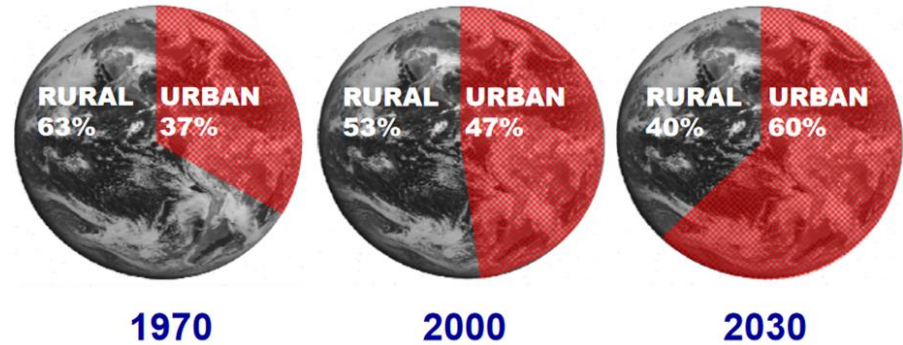 RURAL URBAN
63% 37%
RURAL URBAN
53% 47%
RURAL URBAN
40% 60%
1970
2000
2030